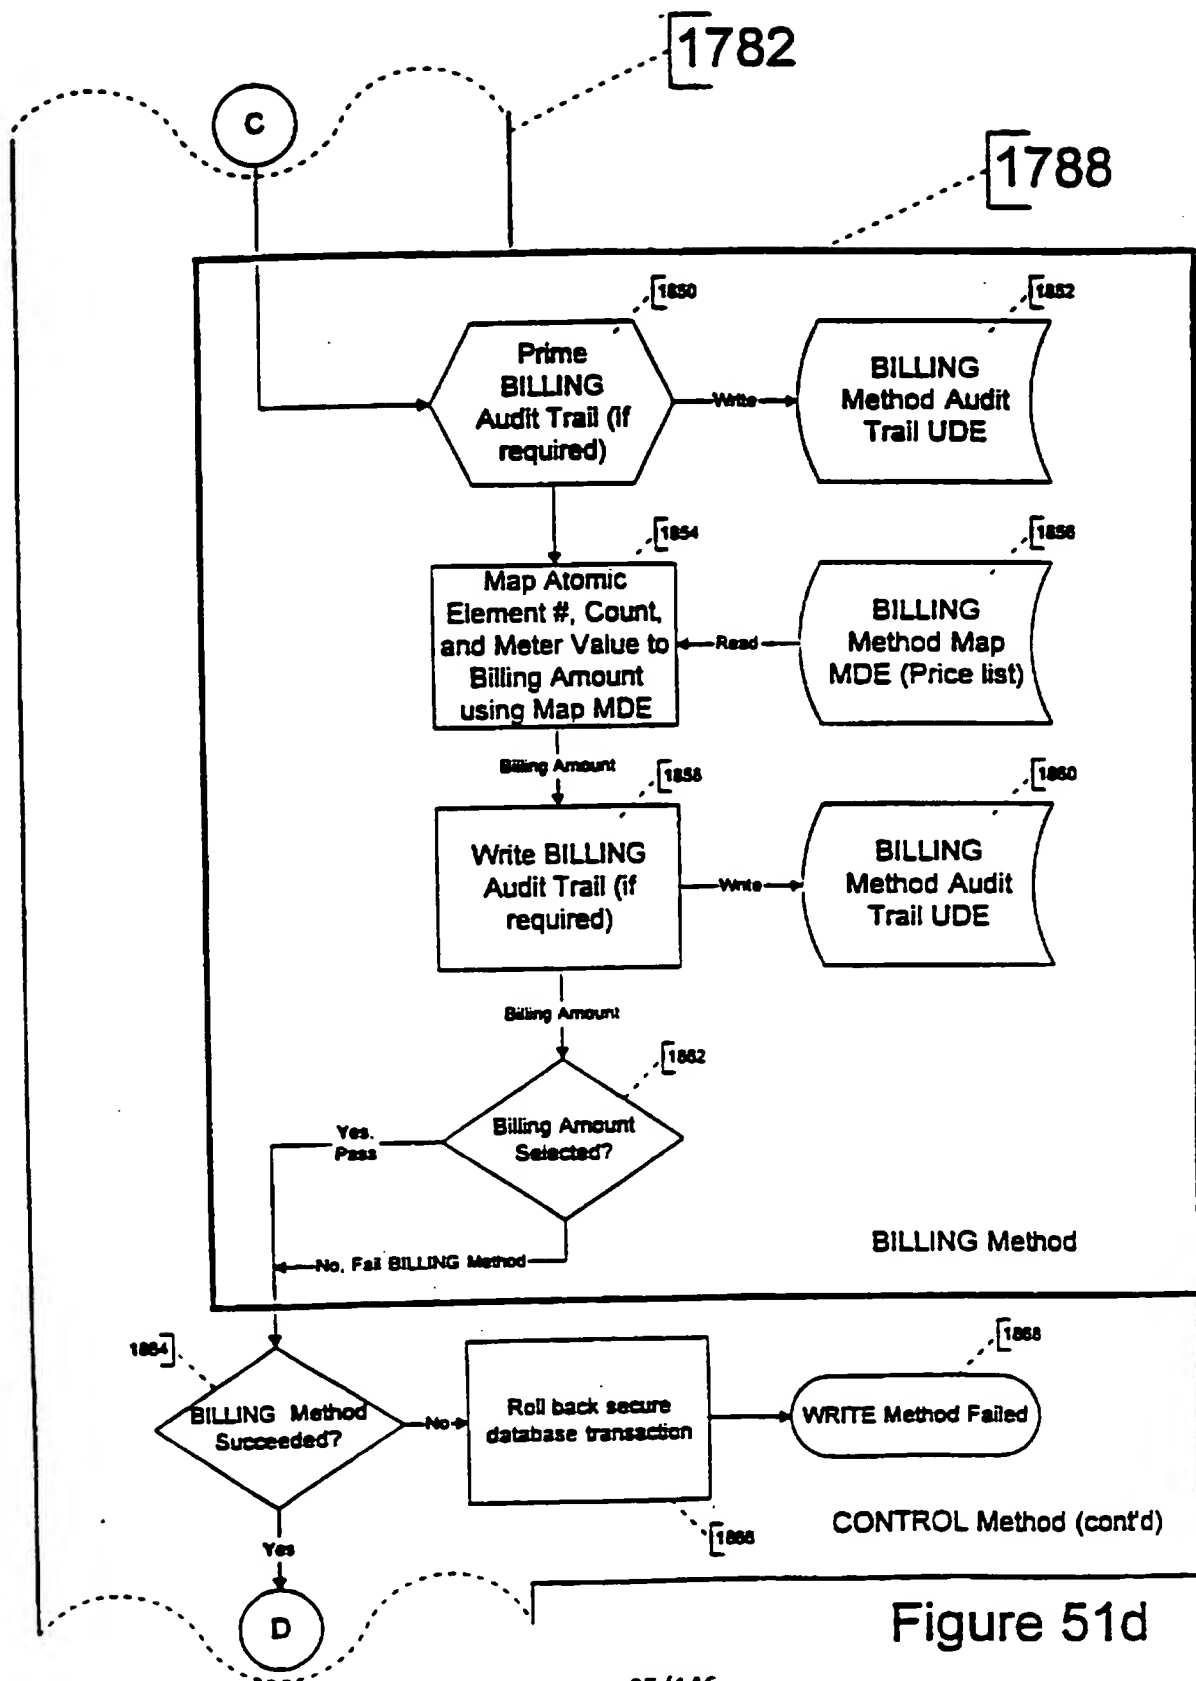 1782
C
1788
1850
1852
Prime
BILLING
Audit Trail (if
required)
Write
BILLING
Method Audit
Trail UDE
1854
1856
Map Atomic
Element #, Count,
and Meter Value to
Billing Amount
using Map MDE
Read
BILLING
Method Map
MDE (Price list)
Billing Amount
1858
1860
Write BILLING
Audit Trail (if
required)
Write
BILLING
Method Audit
Trail UDE
Billing Amount
1862
Billing Amount
Selected?
Yes.
Pass
No, Fail BILLING Method
BILLING Method
1864
1868
BILLING Method
Succeeded?
No
Roll back secure
database transaction
WRITE Method Failed
1866
CONTROL Method (cont'd)
Yes
D
Figure 51d